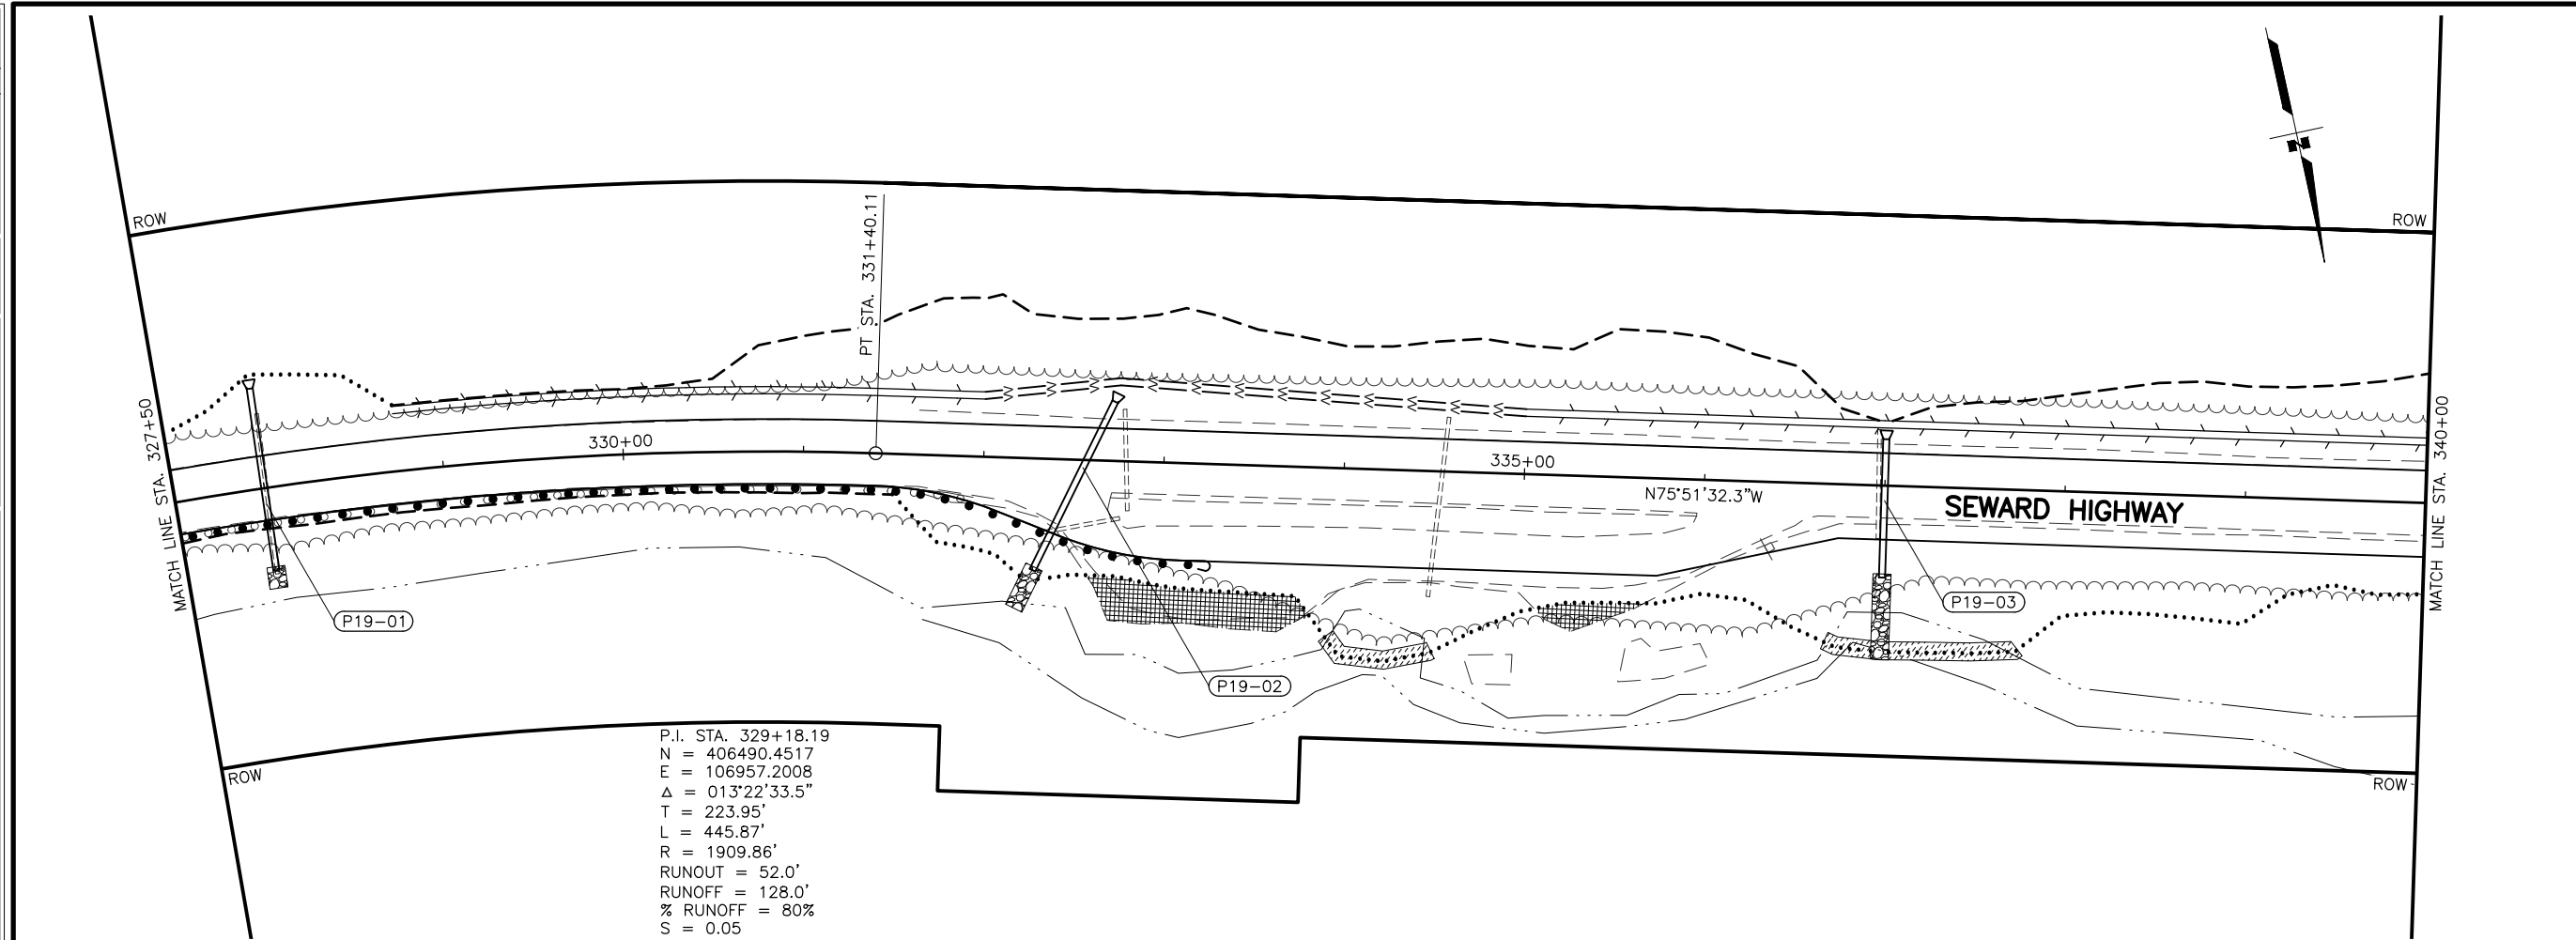 ROW
ROW
PT STA. 331+40.11
MATCH LINE STA. 327+50
330+00
335+00
N75°51'32.3"W
SEWARD HIGHWAY
MATCH LINE STA. 340+00
P19-01
P19-02
P19-03
ROW
ROW
P.I. STA. 329+18.19
N = 406490.4517
E = 106957.2008
Δ = 013°22'33.5"
T = 223.95'
L = 445.87'
R = 1909.86'
RUNOUT = 52.0'
RUNOFF = 128.0'
% RUNOFF = 80%
S = 0.05
N